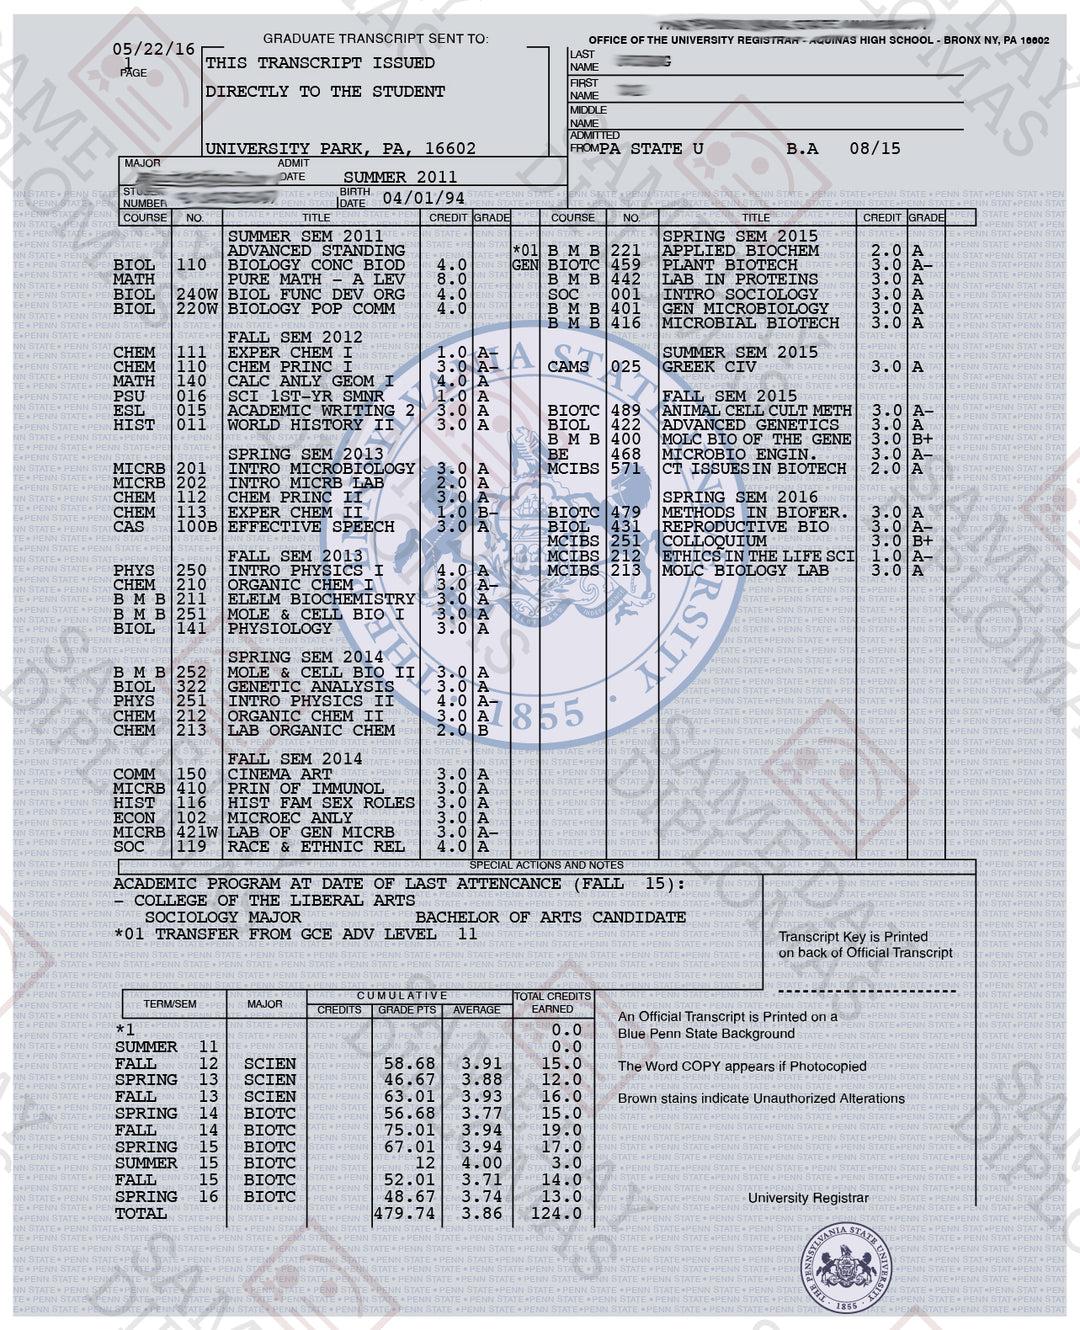 OFFICE OF THE UNIVERSITY REGISTRAR - AQUINAS HIGH SCHOOL - BRONX NY, PA 16602
GRADUATE TRANSCRIPT SENT TO:
05/22/16
1
PAGE
THIS TRANSCRIPT ISSUED
DIRECTLY TO THE STUDENT
UNIVERSITY PARK, PA, 16602
LAST NAME
FIRST NAME
MIDDLE NAME
ADMITTED FROM PA STATE U B.A 08/15
MAJOR ADMIT DATE SUMMER 2011
NUMBER BIRTH DATE 04/01/94
COURSE NO. TITLE CREDIT GRADE COURSE NO. TITLE CREDIT GRADE
SUMMER SEM 2011
ADVANCED STANDING *01
BIOL 110 BIOLOGY CONC BIOD 4.0 GEN
MATH PURE MATH - A LEV 8.0
BIOL 240W BIOL FUNC DEV ORG 4.0
BIOL 220W BIOLOGY POP COMM 4.0
FALL SEM 2012
CHEM 111 EXPER CHEM I 1.0 A-
CHEM 110 CHEM PRINC I 3.0 A-
MATH 140 CALC ANLY GEOM I 4.0 A
PSU 016 SCI 1ST-YR SMNR 1.0 A
ESL 015 ACADEMIC WRITING 2 3.0 A
HIST 011 WORLD HISTORY II 3.0 A
SPRING SEM 2013
MICRB 201 INTRO MICROBIOLOGY 3.0 A
MICRB 202 INTRO MICRB LAB 2.0 A
CHEM 112 CHEM PRINC II 3.0 A
CHEM 113 EXPER CHEM II 1.0 B-
CAS 100B EFFECTIVE SPEECH 3.0 A
FALL SEM 2013
PHYS 250 INTRO PHYSICS I 4.0 A
CHEM 210 ORGANIC CHEM I 3.0 A-
B M B 211 ELELM BIOCHEMISTRY 3.0 A
B M B 251 MOLE & CELL BIO I 3.0 A
BIOL 141 PHYSIOLOGY 3.0 A
SPRING SEM 2014
B M B 252 MOLE & CELL BIO II 3.0 A
BIOL 322 GENETIC ANALYSIS 3.0 A
PHYS 251 INTRO PHYSICS II 4.0 A-
CHEM 212 ORGANIC CHEM II 3.0 A
CHEM 213 LAB ORGANIC CHEM 2.0 B
FALL SEM 2014
COMM 150 CINEMA ART 3.0 A
MICRB 410 PRIN OF IMMUNOL 3.0 A
HIST 116 HIST FAM SEX ROLES 3.0 A
ECON 102 MICROEC ANLY 3.0 A
MICRB 421W LAB OF GEN MICRB 3.0 A-
SOC 119 RACE & ETHNIC REL 4.0 A
SPRING SEM 2015
B M B 221 APPLIED BIOCHEM 2.0 A
BIOTC 459 PLANT BIOTECH 3.0 A-
B M B 442 LAB IN PROTEINS 3.0 A
SOC 001 INTRO SOCIOLOGY 3.0 A
B M B 401 GEN MICROBIOLOGY 3.0 A
B M B 416 MICROBIAL BIOTECH 3.0 A
SUMMER SEM 2015
CAMS 025 GREEK CIV 3.0 A
FALL SEM 2015
BIOTC 489 ANIMAL CELL CULT METH 3.0 A-
BIOL 422 ADVANCED GENETICS 3.0 A
B M B 400 MOLC BIO OF THE GENE 3.0 B+
BE 468 MICROBIO ENGIN. 3.0 A-
MCIBS 571 CT ISSUES IN BIOTECH 2.0 A
SPRING SEM 2016
BIOTC 479 METHODS IN BIOFER. 3.0 A
BIOL 431 REPRODUCTIVE BIO 3.0 A-
MCIBS 251 COLLOQUIUM 3.0 B+
MCIBS 212 ETHICS IN THE LIFE SCI 1.0 A-
MCIBS 213 MOLC BIOLOGY LAB 3.0 A
SPECIAL ACTIONS AND NOTES
ACADEMIC PROGRAM AT DATE OF LAST ATTENCANCE (FALL 15):
- COLLEGE OF THE LIBERAL ARTS
SOCIOLOGY MAJOR BACHELOR OF ARTS CANDIDATE
*01 TRANSFER FROM GCE ADV LEVEL 11
Transcript Key is Printed
on back of Official Transcript
TERM/SEM MAJOR CUMULATIVE CREDITS GRADE PTS AVERAGE TOTAL CREDITS EARNED
*1 0.0
SUMMER 11 0.0
FALL 12 SCIEN 58.68 3.91 15.0
SPRING 13 SCIEN 46.67 3.88 12.0
FALL 13 SCIEN 63.01 3.93 16.0
SPRING 14 BIOTC 56.68 3.77 15.0
FALL 14 BIOTC 75.01 3.94 19.0
SPRING 15 BIOTC 67.01 3.94 17.0
SUMMER 15 BIOTC 12 4.00 3.0
FALL 15 BIOTC 52.01 3.71 14.0
SPRING 16 BIOTC 48.67 3.74 13.0
TOTAL 479.74 3.86 124.0
An Official Transcript is Printed on a
Blue Penn State Background
The Word COPY appears if Photocopied
Brown stains indicate Unauthorized Alterations
University Registrar
THE PENNSYLVANIA STATE UNIVERSITY
1855
SAME DAY DIPLOMAS